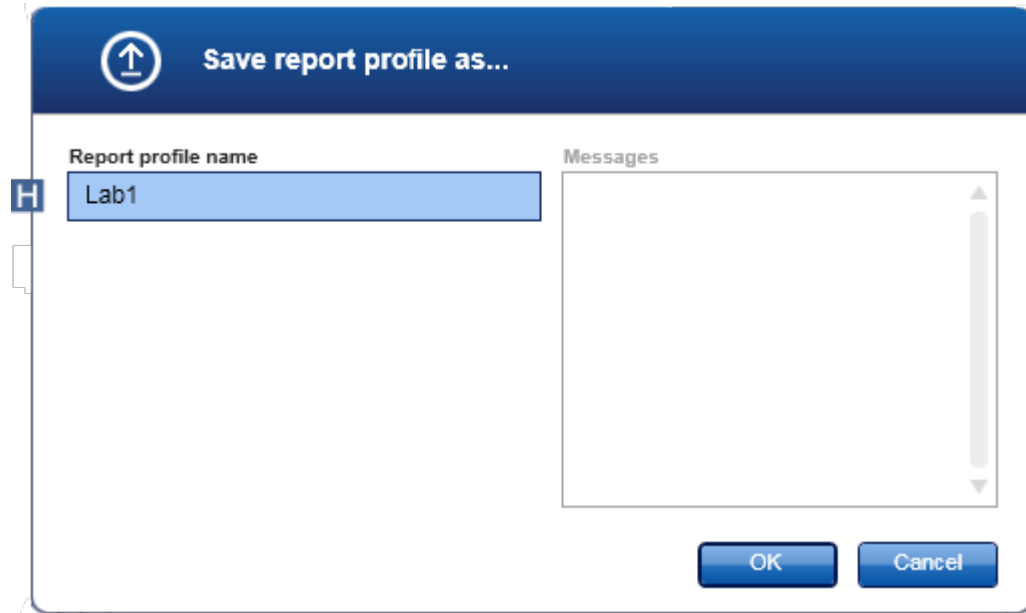 Save report profile as...
Report profile name
Messages
H
Lab1
OK
Cancel